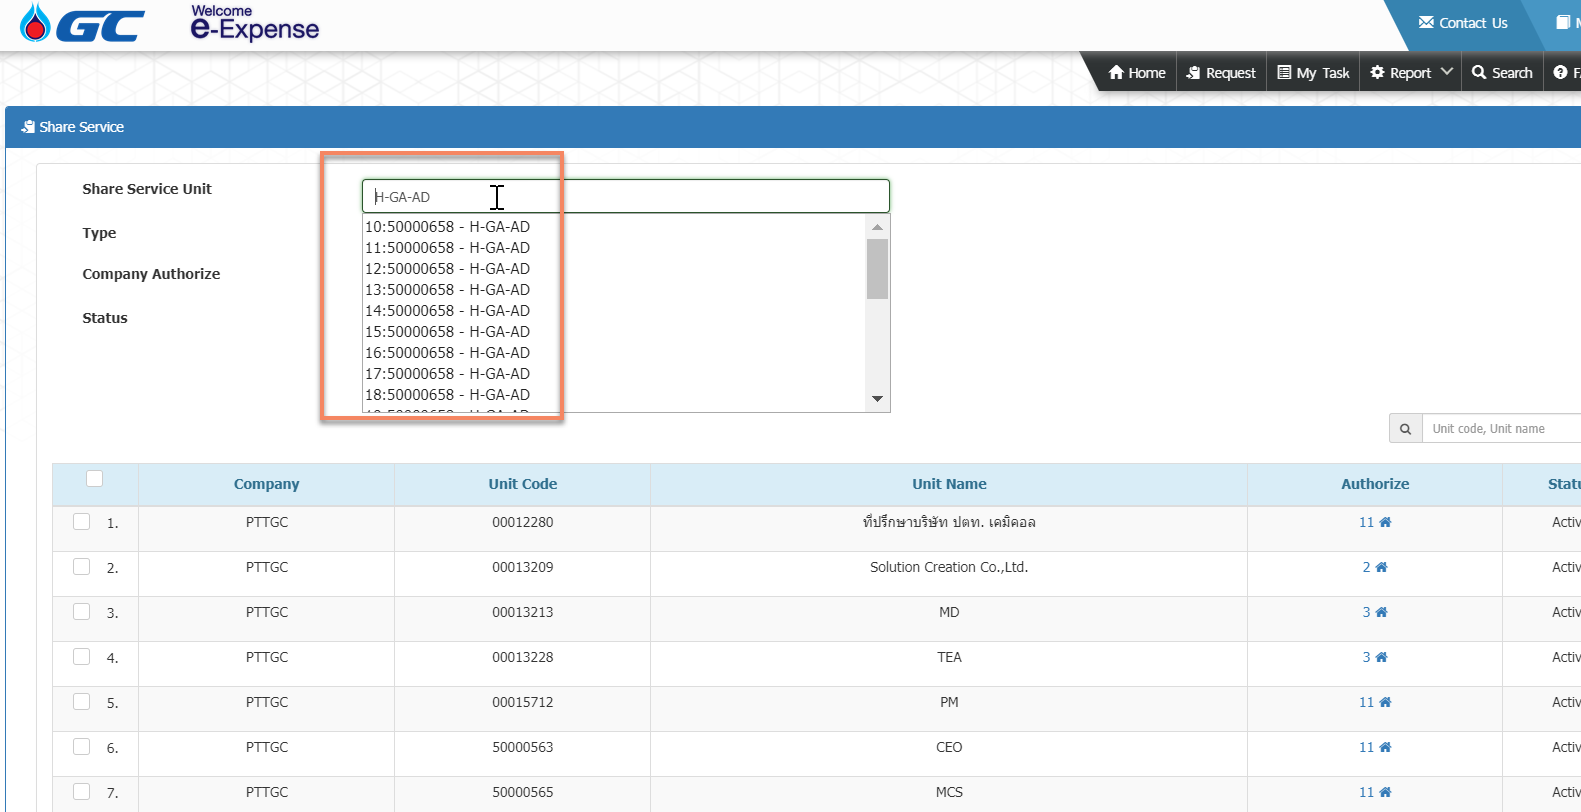 GC
Welcome
e-Expense
Contact Us
Home
Request
My Task
Report
Search
Share Service
Share Service Unit
H-GA-AD
10:50000658 - H-GA-AD
11:50000658 - H-GA-AD
12:50000658 - H-GA-AD
13:50000658 - H-GA-AD
14:50000658 - H-GA-AD
15:50000658 - H-GA-AD
16:50000658 - H-GA-AD
17:50000658 - H-GA-AD
18:50000658 - H-GA-AD
Type
Company Authorize
Status
Unit code, Unit name
Company Unit Code Unit Name Authorize
1. PTTGC 00012280 ที่ปรึกษาบริษัท ปตท. เคมิคอล 11
2. PTTGC 00013209 Solution Creation Co.,Ltd. 2
3. PTTGC 00013213 MD 3
4. PTTGC 00013228 TEA 3
5. PTTGC 00015712 PM 11
6. PTTGC 50000563 CEO 11
7. PTTGC 50000565 MCS 11